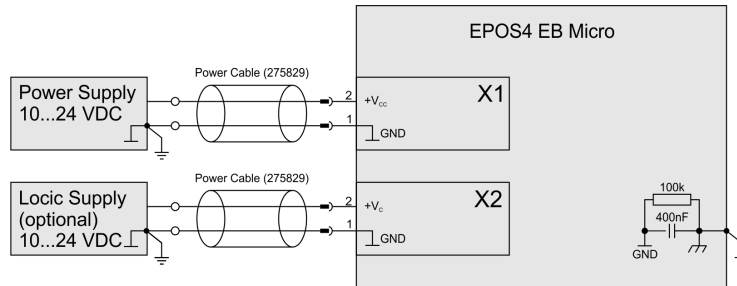 EPOS4 EB Micro
Power Cable (275829)
Power Supply
10...24 VDC
2
+Vcc
X1
1
GND
Power Cable (275829)
Locic Supply
(optional)
10...24 VDC
2
+Vc
X2
1
GND
100k
400nF
GND